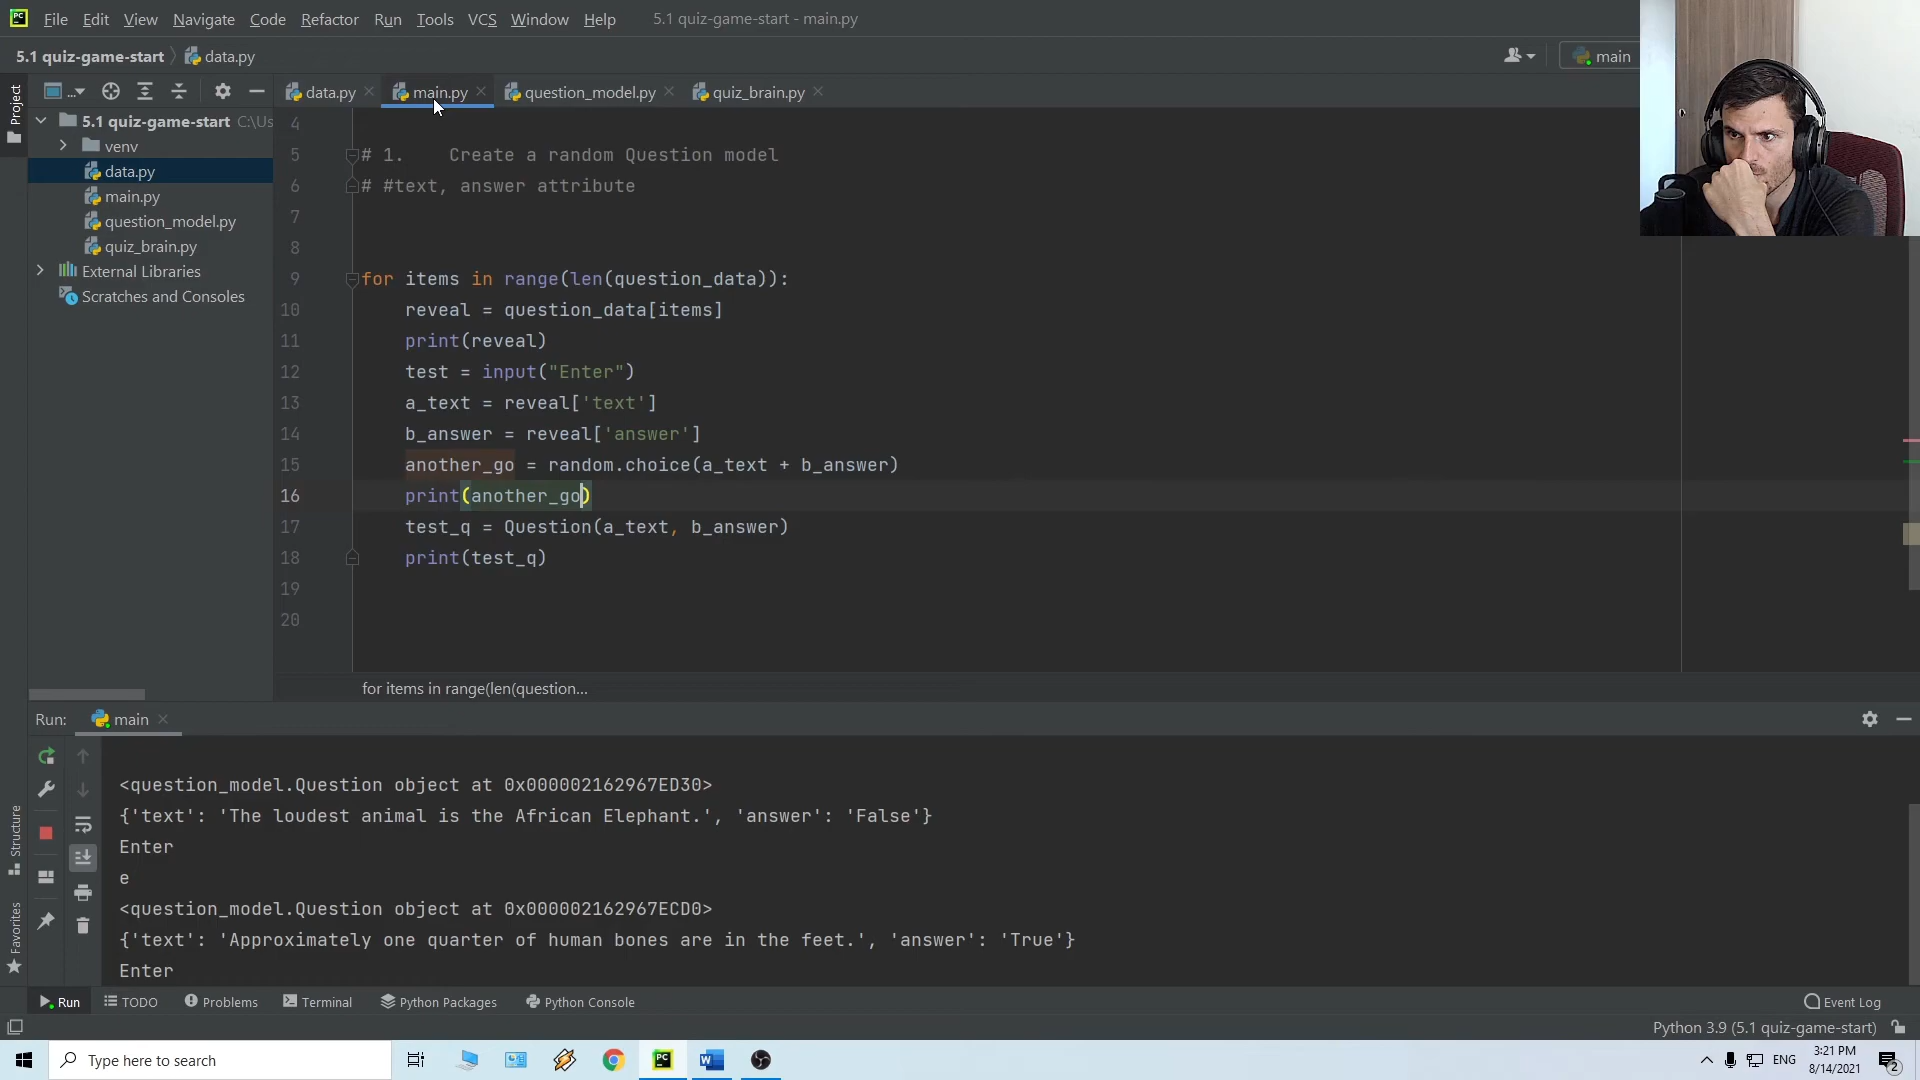 File Edit View Navigate Code Refactor Run Tools VCS Window Help 5.1 quiz-game-start - main.py
5.1 quiz-game-start data.py
main
Project
...
data.py main.py question_model.py quiz_brain.py
5.1 quiz-game-start C:\Us
venv
data.py
main.py
question_model.py
quiz_brain.py
External Libraries
Scratches and Consoles
4
5 # 1.    Create a random Question model
6 # #text, answer attribute
7
8
9 for items in range(len(question_data)):
10     reveal = question_data[items]
11     print(reveal)
12     test = input("Enter")
13     a_text = reveal['text']
14     b_answer = reveal['answer']
15     another_go = random.choice(a_text + b_answer)
16     print(another_go)
17     test_q = Question(a_text, b_answer)
18     print(test_q)
19
20
for items in range(len(question...
Run: main
<question_model.Question object at 0x000002162967ED30>
{'text': 'The loudest animal is the African Elephant.', 'answer': 'False'}
Enter
e
<question_model.Question object at 0x000002162967ECD0>
{'text': 'Approximately one quarter of human bones are in the feet.', 'answer': 'True'}
Enter
Structure
Favorites
Run TODO Problems Terminal Python Packages Python Console Event Log
Python 3.9 (5.1 quiz-game-start)
Type here to search
PC
W
ENG
3:21 PM
8/14/2021
2